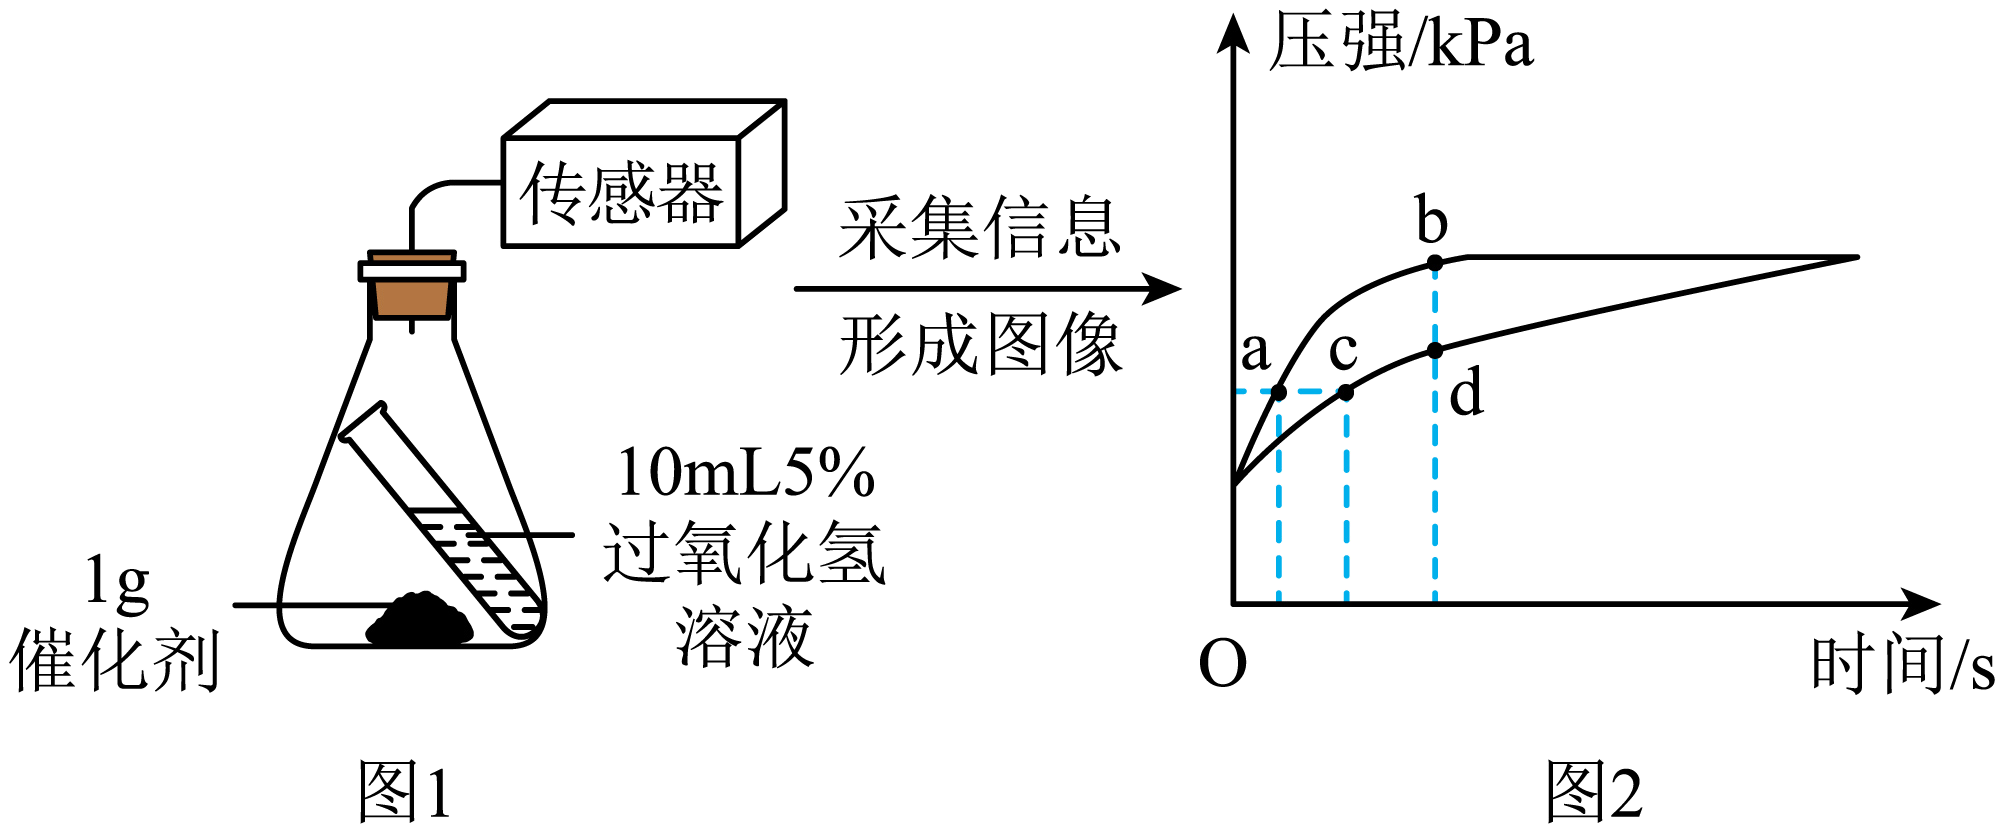 传感器
10mL5%
过氧化氢
溶液
1g
催化剂
图1
采集信息
形成图像
压强/kPa
b
a
c
d
O
时间/s
图2